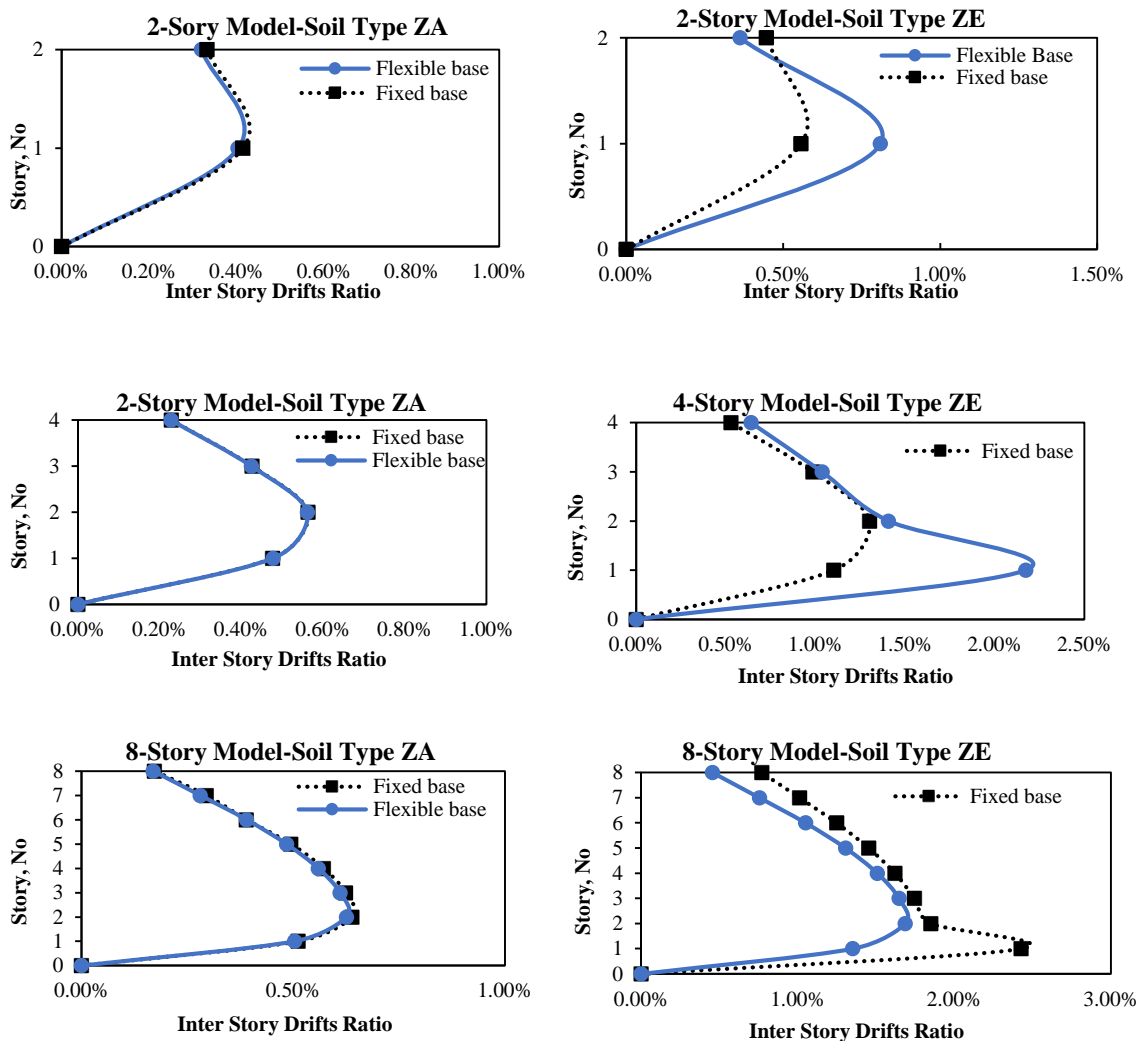 2-Sory Model-Soil Type ZA
2
1
0
Story, No
Flexible base
Fixed base
0.00% 0.20% 0.40% 0.60% 0.80% 1.00%
Inter Story Drifts Ratio
2-Story Model-Soil Type ZE
2
1
0
Story, No
Flexible Base
Fixed base
0.00% 0.50% 1.00% 1.50%
Inter Story Drifts Ratio
2-Story Model-Soil Type ZA
4
3
2
1
0
Story, No
Fixed base
Flexible base
0.00% 0.20% 0.40% 0.60% 0.80% 1.00%
Inter Story Drifts Ratio
4-Story Model-Soil Type ZE
4
3
2
1
0
Story, No
Fixed base
0.00% 0.50% 1.00% 1.50% 2.00% 2.50%
Inter Story Drifts Ratio
8-Story Model-Soil Type ZA
8
7
6
5
4
3
2
1
0
Story, No
Fixed base
Flexible base
0.00% 0.50% 1.00%
Inter Story Drifts Ratio
8-Story Model-Soil Type ZE
8
7
6
5
4
3
2
1
0
Story, No
Fixed base
0.00% 1.00% 2.00% 3.00%
Inter Story Drifts Ratio